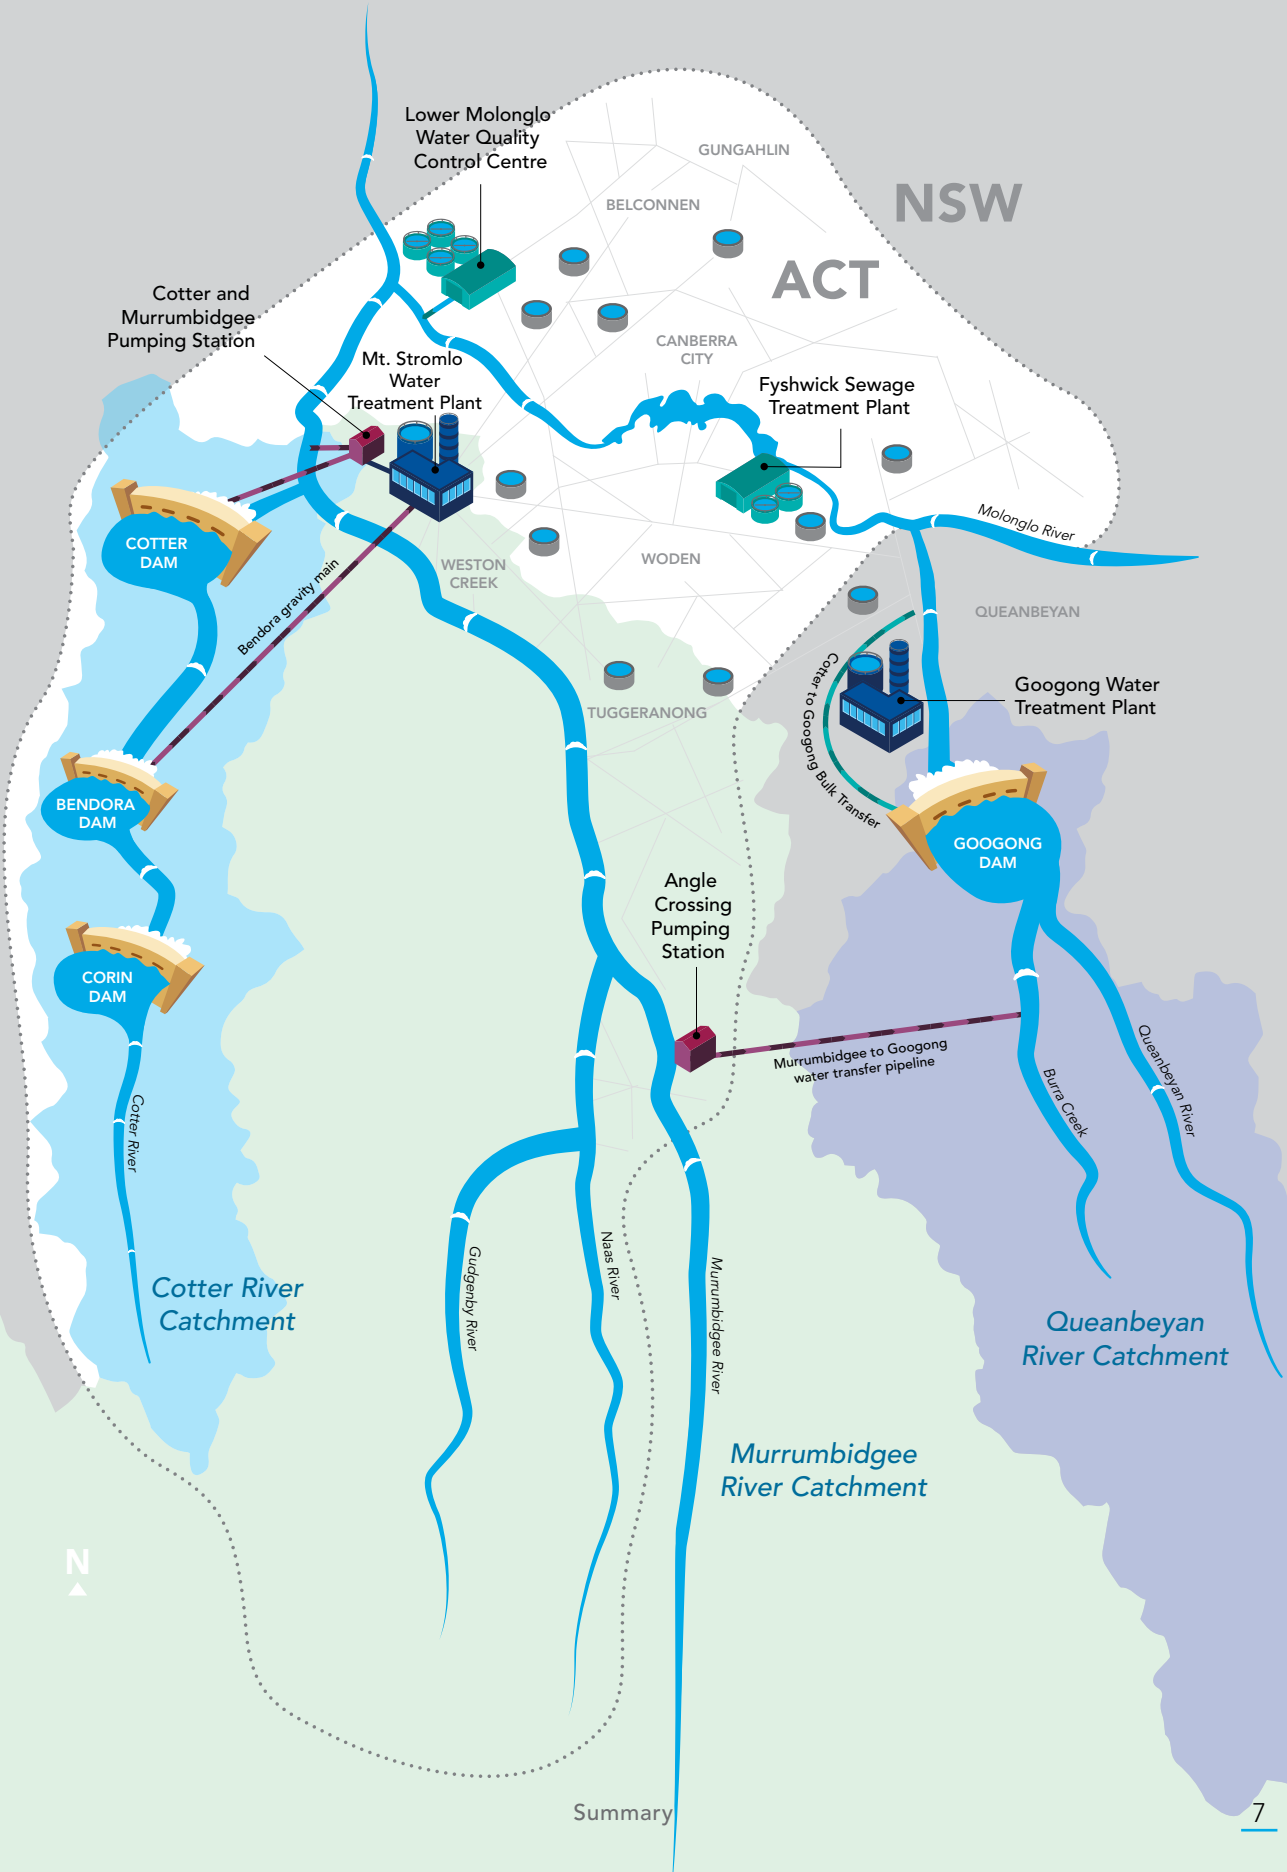 Lower Molonglo
Water Quality
Control Centre
GUNGAHLIN
BELCONNEN
NSW
ACT
Cotter and
Murrumbidgee
Pumping Station
Mt. Stromlo
Water
Treatment Plant
CANBERRA
CITY
Fyshwick Sewage
Treatment Plant
Molonglo River
COTTER
DAM
WESTON
CREEK
WODEN
Bendora gravity main
QUEANBEYAN
Cotter to Googong Bulk Transfer
Googong Water
Treatment Plant
TUGGERANONG
BENDORA
DAM
GOOGONG
DAM
Angle
Crossing
Pumping
Station
CORIN
DAM
Murrumbidgee to Googong
water transfer pipeline
Queanbeyan River
Burra Creek
Cotter River
Gudgenby River
Naas River
Murrumbidgee River
Cotter River
Catchment
Queanbeyan
River Catchment
Murrumbidgee
River Catchment
N
Summary
7